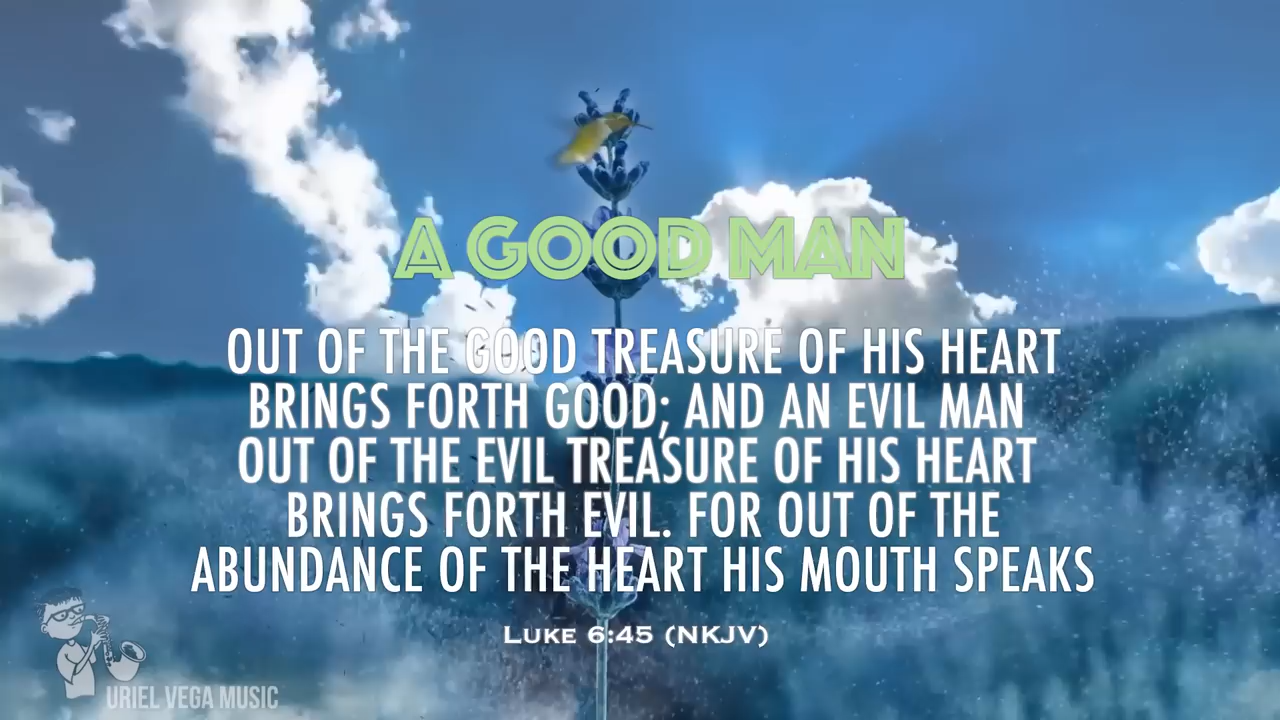 A GOOD MAN
OUT OF THE GOOD TREASURE OF HIS HEART
BRINGS FORTH GOOD; AND AN EVIL MAN
OUT OF THE EVIL TREASURE OF HIS HEART
BRINGS FORTH EVIL. FOR OUT OF THE
ABUNDANCE OF THE HEART HIS MOUTH SPEAKS
LUKE 6:45 (NKJV)
URIEL VEGA MUSIC